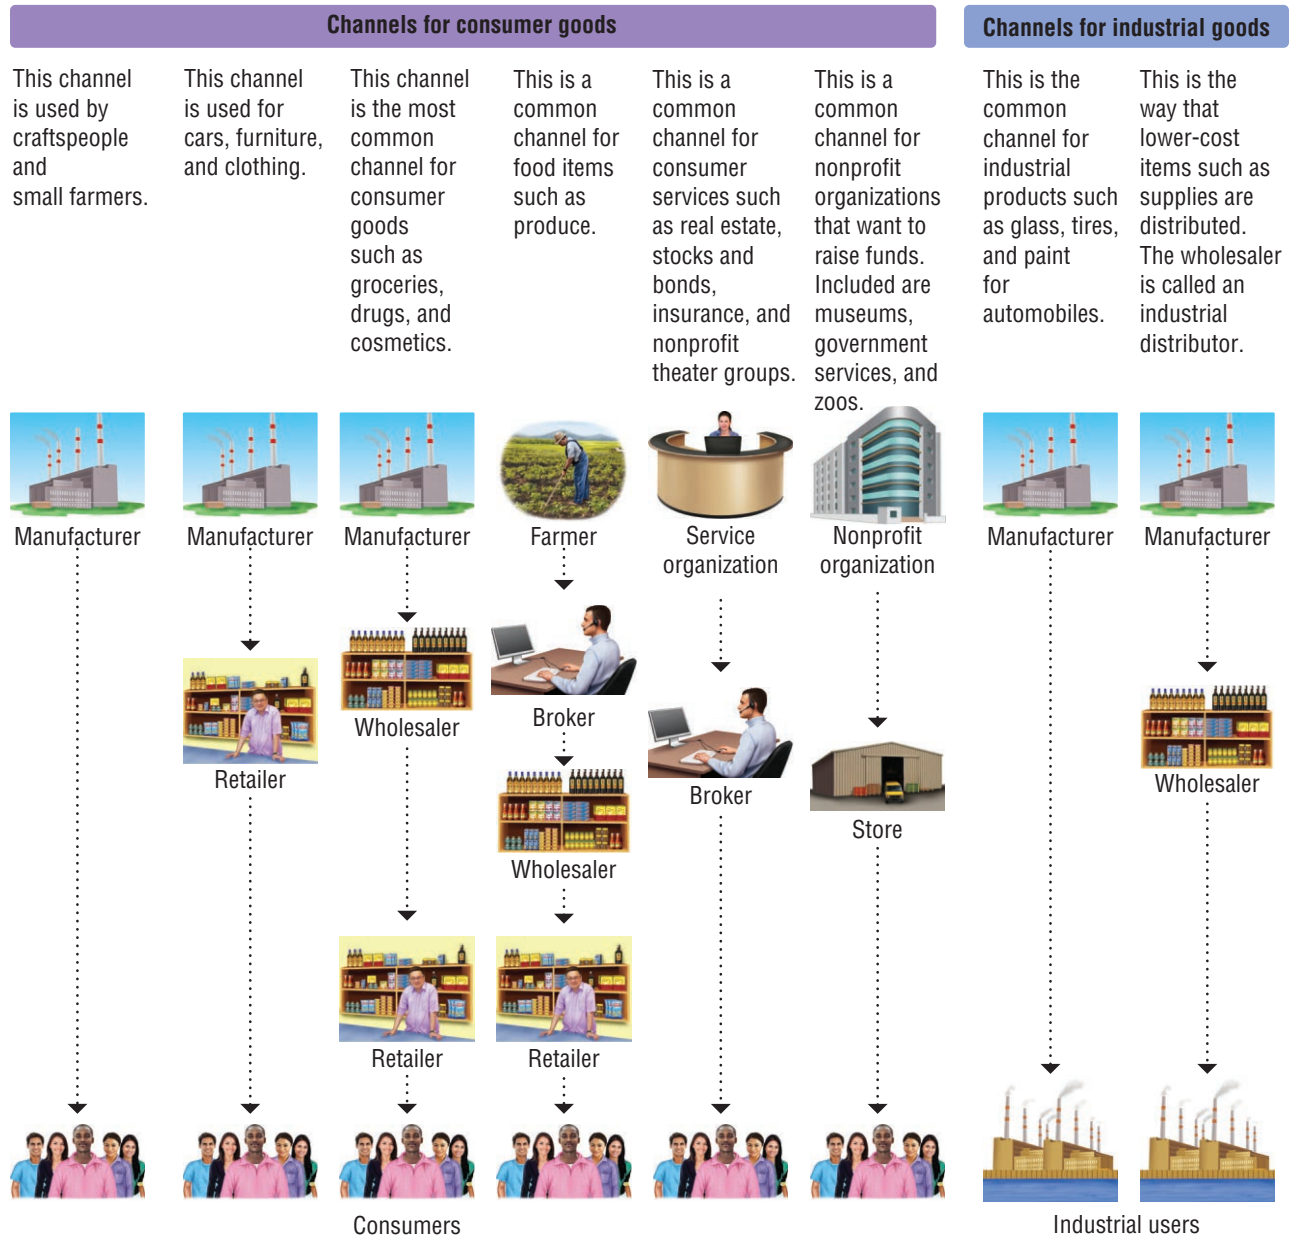 Channels for consumer goods
Channels for industrial goods
This channel
is used by
craftspeople
and
small farmers.
This channel
is used for
cars, furniture,
and clothing.
This channel
is the most
common
channel for
consumer
goods
such as
groceries,
drugs, and
cosmetics.
This is a
common
channel for
food items
such as
produce.
This is a
common
channel for
consumer
services such
as real estate,
stocks and
bonds,
insurance, and
nonprofit
theater groups.
This is a
common
channel for
nonprofit
organizations
that want to
raise funds.
Included are
museums,
government
services, and
zoos.
This is the
common
channel for
industrial
products such
as glass, tires,
and paint
for
automobiles.
This is the
way that
lower-cost
items such as
supplies are
distributed.
The wholesaler
is called an
industrial
distributor.
Manufacturer
Manufacturer
Manufacturer
Farmer
Service
organization
Nonprofit
organization
Manufacturer
Manufacturer
Retailer
Wholesaler
Broker
Wholesaler
Broker
Store
Wholesaler
Retailer
Retailer
Consumers
Industrial users